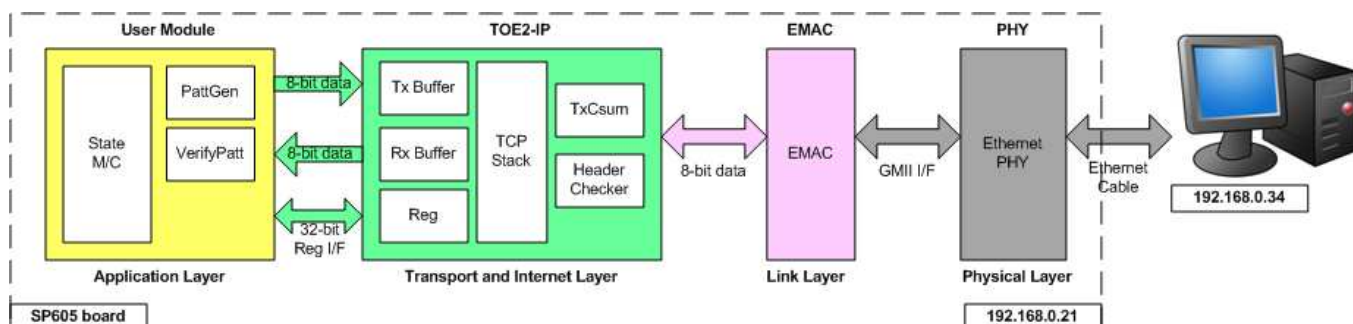 User Module
TOE2-IP
EMAC
PHY
State
M/C
PattGen
VerifyPatt
8-bit data
8-bit data
32-bit
Reg I/F
Tx Buffer
Rx Buffer
Reg
TCP
Stack
TxCsum
Header
Checker
8-bit data
EMAC
GMII I/F
Ethernet
PHY
Ethernet
Cable
192.168.0.34
Application Layer
Transport and Internet Layer
Link Layer
Physical Layer
SP605 board
192.168.0.21